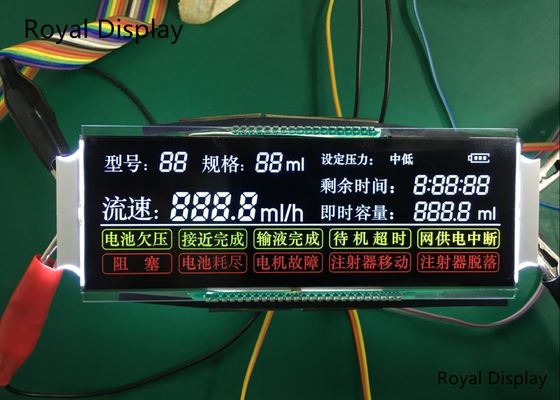 Royal Display
型号: 88 规格: 88 ml
设定压力: 中低
剩余时间: 8:88:88
流速: 888.8 ml/h
即时容量: 888.8 ml
电池欠压 接近完成 输液完成 待机超时 网供电中断
阻塞 电池耗尽 电机故障 注射器移动 注射器脱落
Royal Display